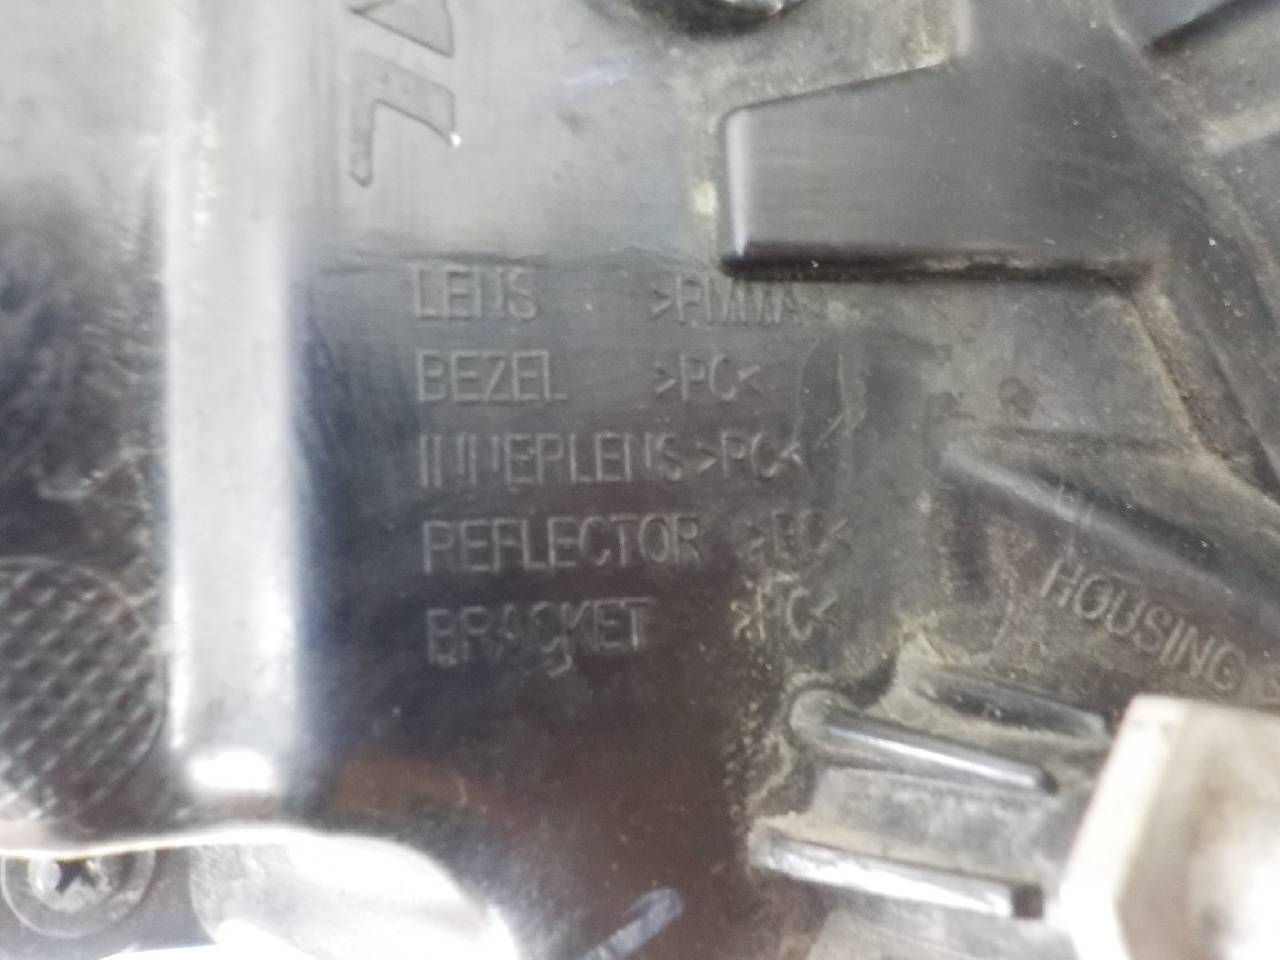 LENS >PMMA
BEZEL >PC<
INNERLENS >PC<
REFLECTOR >PC<
BRACKET >PC<
HOUSING